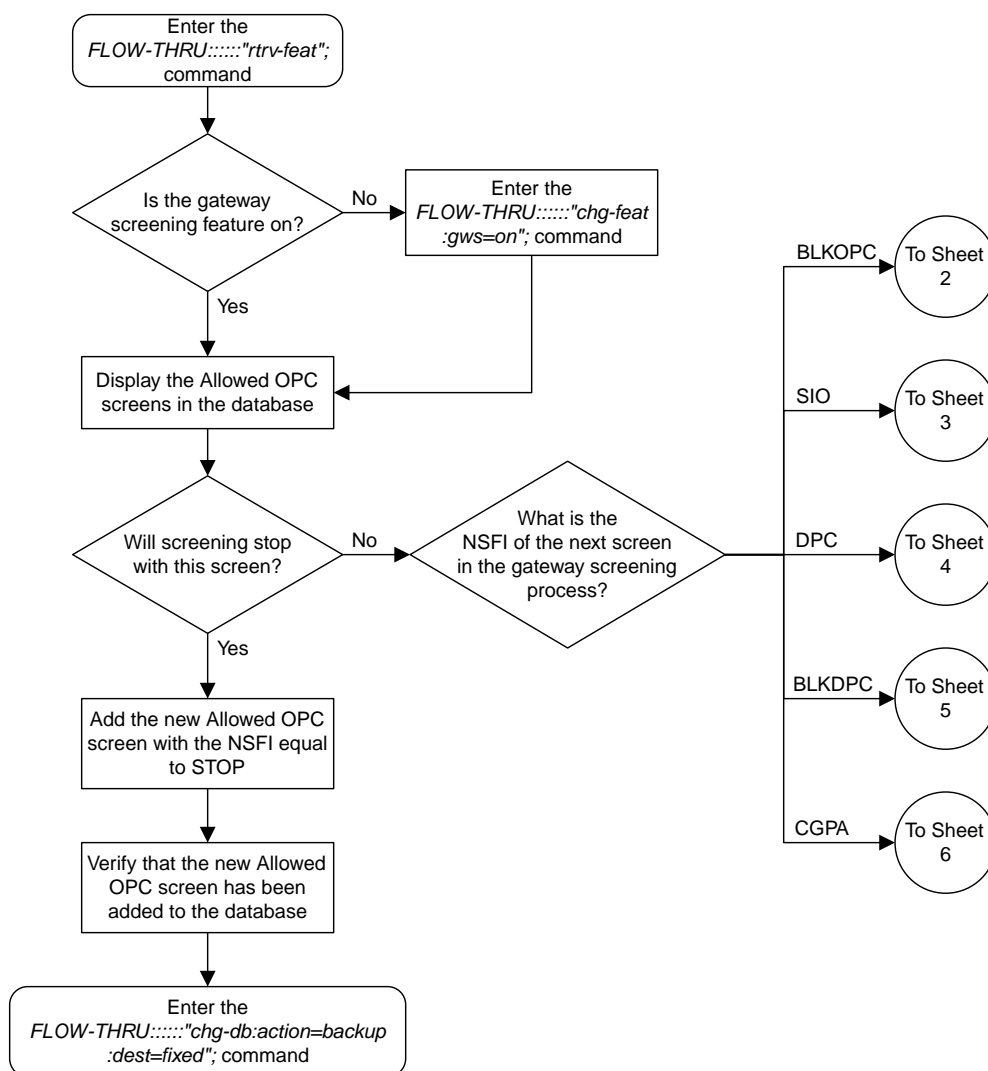 Enter the
FLOW-THRU::::::"rtrv-feat";
command
Is the gateway
screening feature on?
No
Enter the
FLOW-THRU::::::"chg-feat
:gws=on"; command
Yes
Display the Allowed OPC
screens in the database
Will screening stop
with this screen?
No
What is the
NSFI of the next screen
in the gateway screening
process?
BLKOPC
To Sheet
2
SIO
To Sheet
3
DPC
To Sheet
4
BLKDPC
To Sheet
5
CGPA
To Sheet
6
Yes
Add the new Allowed OPC
screen with the NSFI equal
to STOP
Verify that the new Allowed
OPC screen has been
added to the database
Enter the
FLOW-THRU::::::"chg-db:action=backup
:dest=fixed"; command